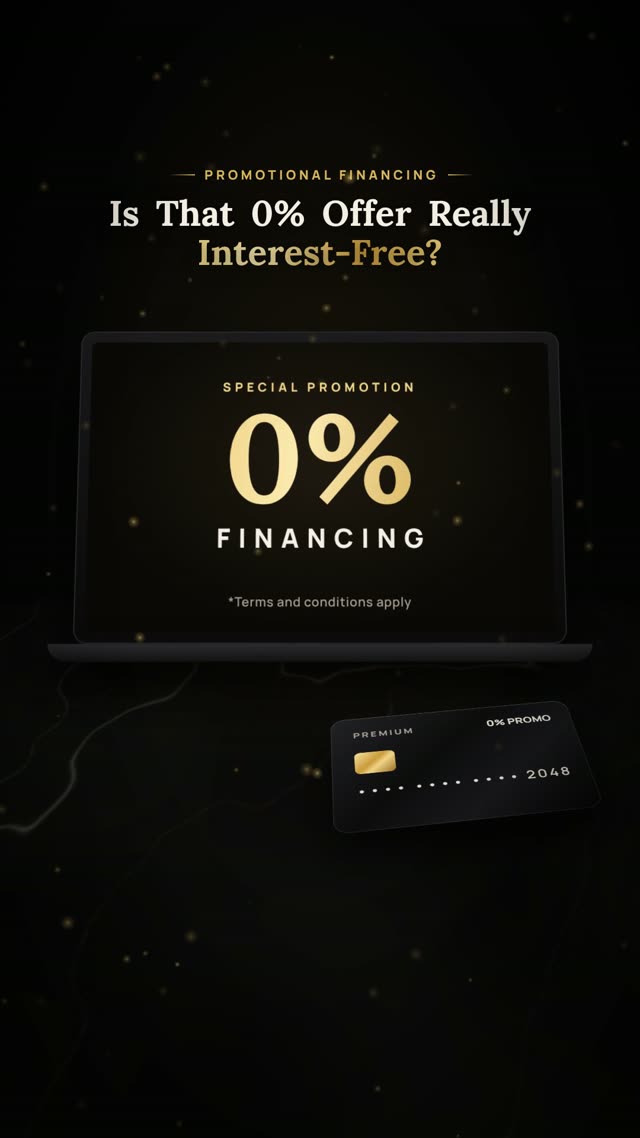 PROMOTIONAL FINANCING
Is That 0% Offer Really
Interest-Free?
SPECIAL PROMOTION
0%
FINANCING
*Terms and conditions apply
PREMIUM
0% PROMO
•••• •••• •••• 2048